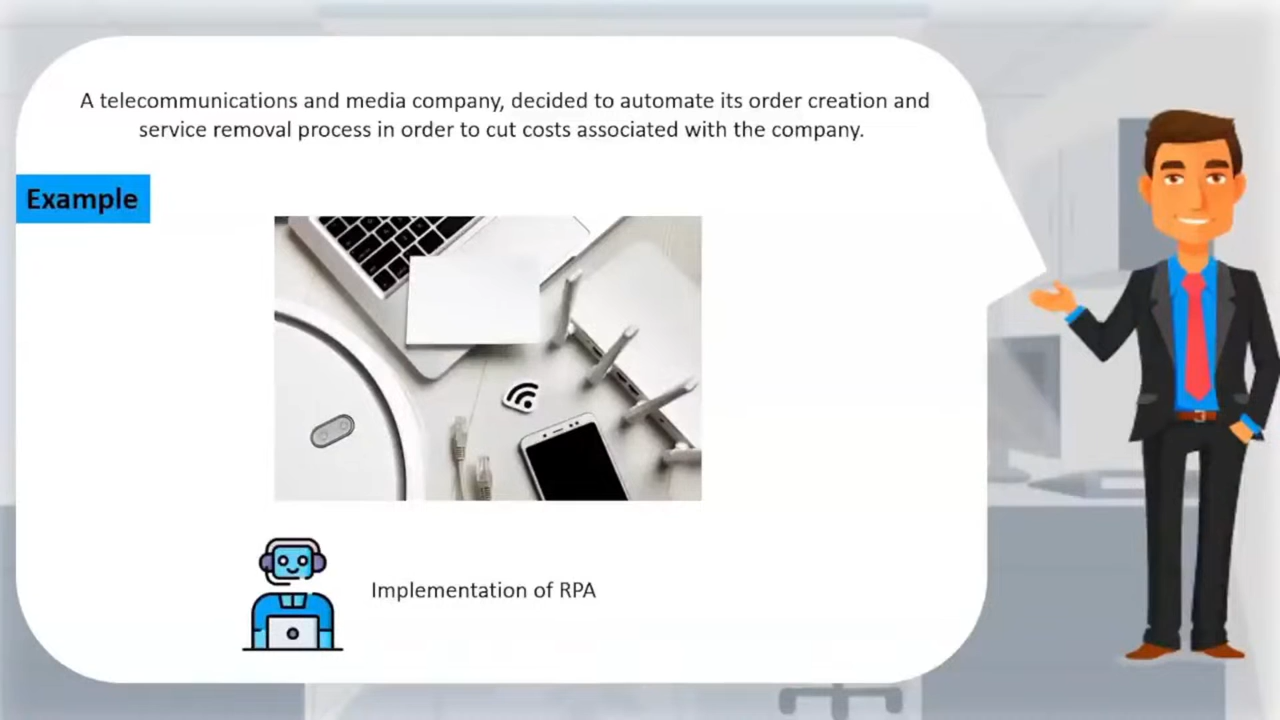 A telecommunications and media company, decided to automate its order creation and
service removal process in order to cut costs associated with the company.
Example
Implementation of RPA